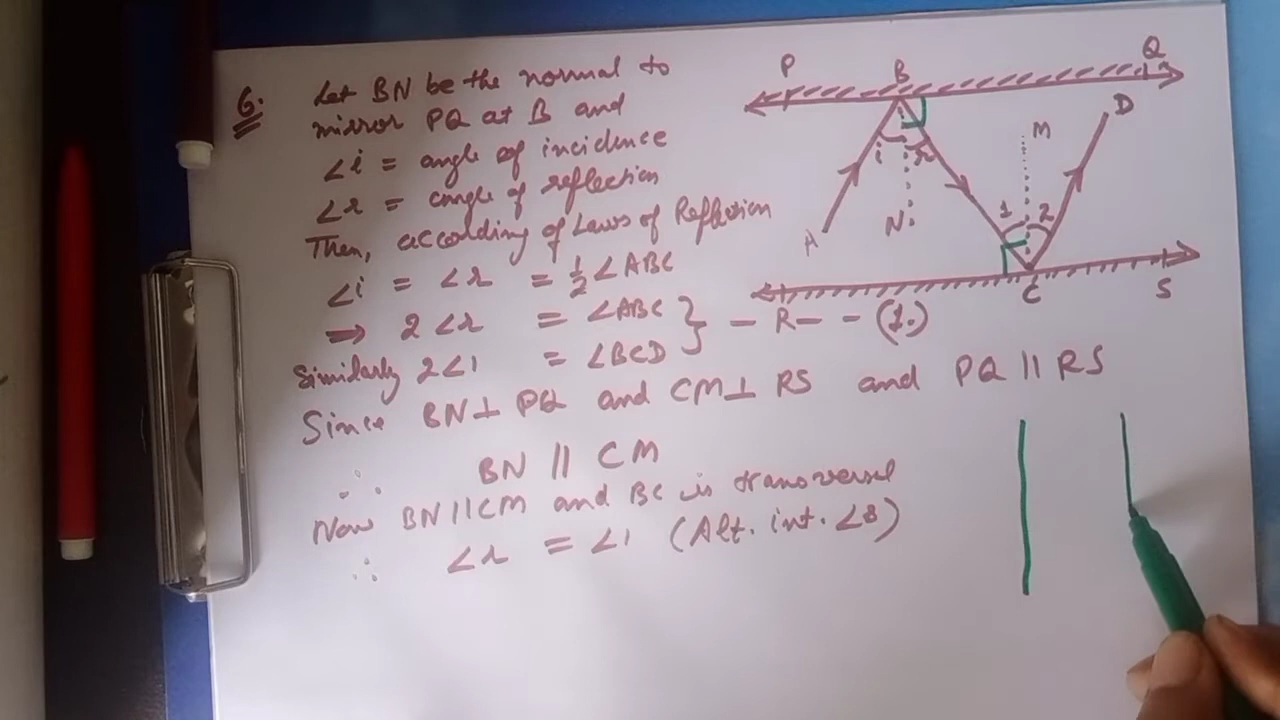 6. Let BN be the normal to
mirror PQ at B and
∠i = angle of incidence
∠r = angle of reflection
Then, according of Laws of Reflection
∠i = ∠r = 1/2 ∠ABC
⇒ 2∠r = ∠ABC
Similarly 2∠1 = ∠BCD } — — - (1.)
Since BN⊥ PQ and CM⊥ RS and PQ || RS
∴ BN || CM
Now BN||CM and BC is transversal
∴ ∠r = ∠1 (Alt. int. ∠s)
P B Q
D
M
i r
1 2
A N
R C S